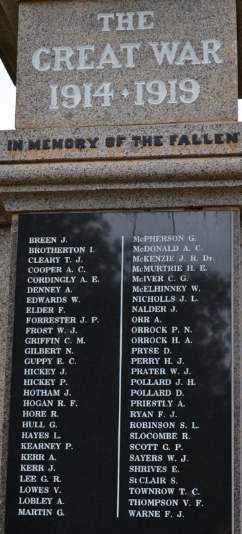 THE
GREAT WAR
1914 · 1919
IN MEMORY OF THE FALLEN
BREEN J.
BROTHERTON I.
CLEARY T. J.
COOPER A. C.
CORDINGLY A. E.
DENNEY A.
EDWARDS W.
ELDER F.
FORRESTER J. P.
FROST W. J.
GRIFFIN C. M.
GILBERT N.
GUPPY E. C.
HICKEY J.
HICKEY P.
HOTHAM J.
HOGAN R. F.
HORE R.
HULL G.
HAYES L.
KEARNEY P.
KERR A.
KERR J.
LEE G. R.
LOWES V.
LOBLEY A.
MARTIN G.
McPHERSON G.
McDONALD A. C.
McKENZIE J. H. Dr.
McMURTRIE H. E.
McIVER C. G.
McELHINNEY W.
NICHOLLS J. L.
NALDER J.
ORR A.
ORROCK P. N.
ORROCK H. A.
PRYSE D.
PERRY H. J.
PRATER W. J.
POLLARD J. H.
POLLARD D.
PRIESTLY A.
RYAN F. J.
ROBINSON S. L.
SLOCOMBE R.
SCOTT G. P.
SAYERS W. J.
SHRIVES E.
St CLAIR S.
TOWNROW T. C.
THOMPSON V. F.
WARNE F. J.